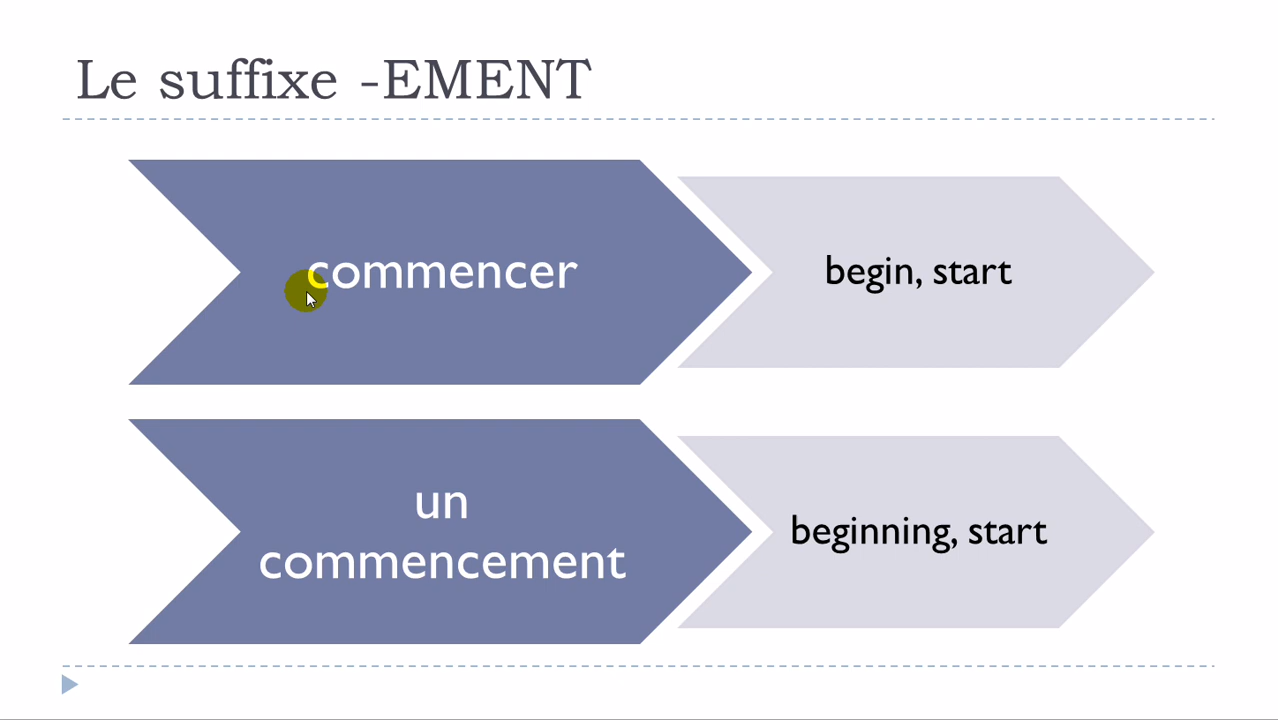 Le suffixe -EMENT
commencer
begin, start
un
commencement
beginning, start